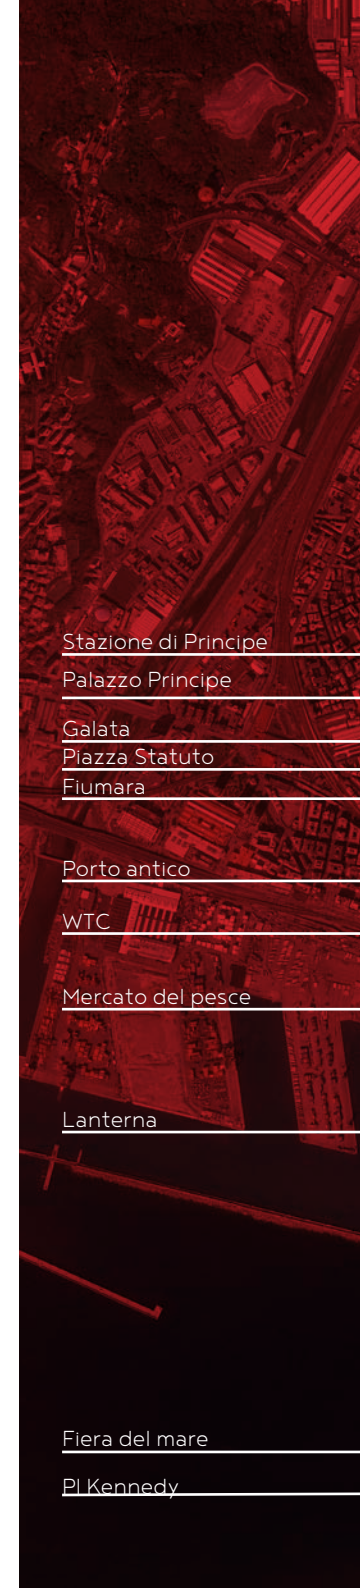 Stazione di Principe
Palazzo Principe
Galata
Piazza Statuto
Fiumara
Porto antico
WTC
Mercato del pesce
Lanterna
Fiera del mare
Pl Kennedy